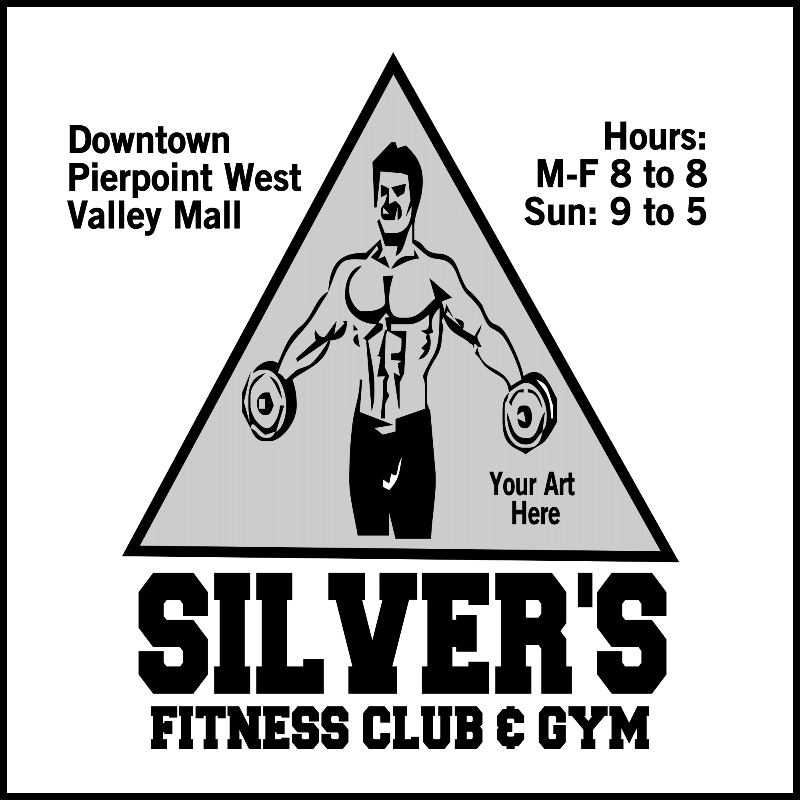 Downtown
Pierpoint West
Valley Mall
Hours:
M-F 8 to 8
Sun: 9 to 5
Your Art
Here
SILVER'S
FITNESS CLUB & GYM